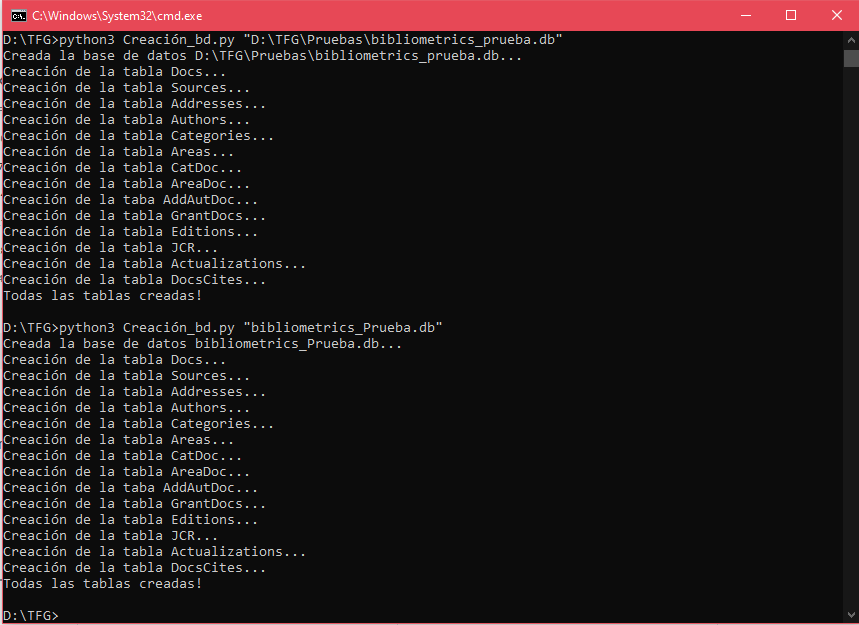 C:\Windows\System32\cmd.exe
D:\TFG>python3 Creación_bd.py "D:\TFG\Pruebas\bibliometrics_prueba.db"
Creada la base de datos D:\TFG\Pruebas\bibliometrics_prueba.db...
Creación de la tabla Docs...
Creación de la tabla Sources...
Creación de la tabla Addresses...
Creación de la tabla Authors...
Creación de la tabla Categories...
Creación de la tabla Areas...
Creación de la tabla CatDoc...
Creación de la tabla AreaDoc...
Creación de la taba AddAutDoc...
Creación de la tabla GrantDocs...
Creación de la tabla Editions...
Creación de la tabla JCR...
Creación de la tabla Actualizations...
Creación de la tabla DocsCites...
Todas las tablas creadas!

D:\TFG>python3 Creación_bd.py "bibliometrics_Prueba.db"
Creada la base de datos bibliometrics_Prueba.db...
Creación de la tabla Docs...
Creación de la tabla Sources...
Creación de la tabla Addresses...
Creación de la tabla Authors...
Creación de la tabla Categories...
Creación de la tabla Areas...
Creación de la tabla CatDoc...
Creación de la tabla AreaDoc...
Creación de la taba AddAutDoc...
Creación de la tabla GrantDocs...
Creación de la tabla Editions...
Creación de la tabla JCR...
Creación de la tabla Actualizations...
Creación de la tabla DocsCites...
Todas las tablas creadas!

D:\TFG>